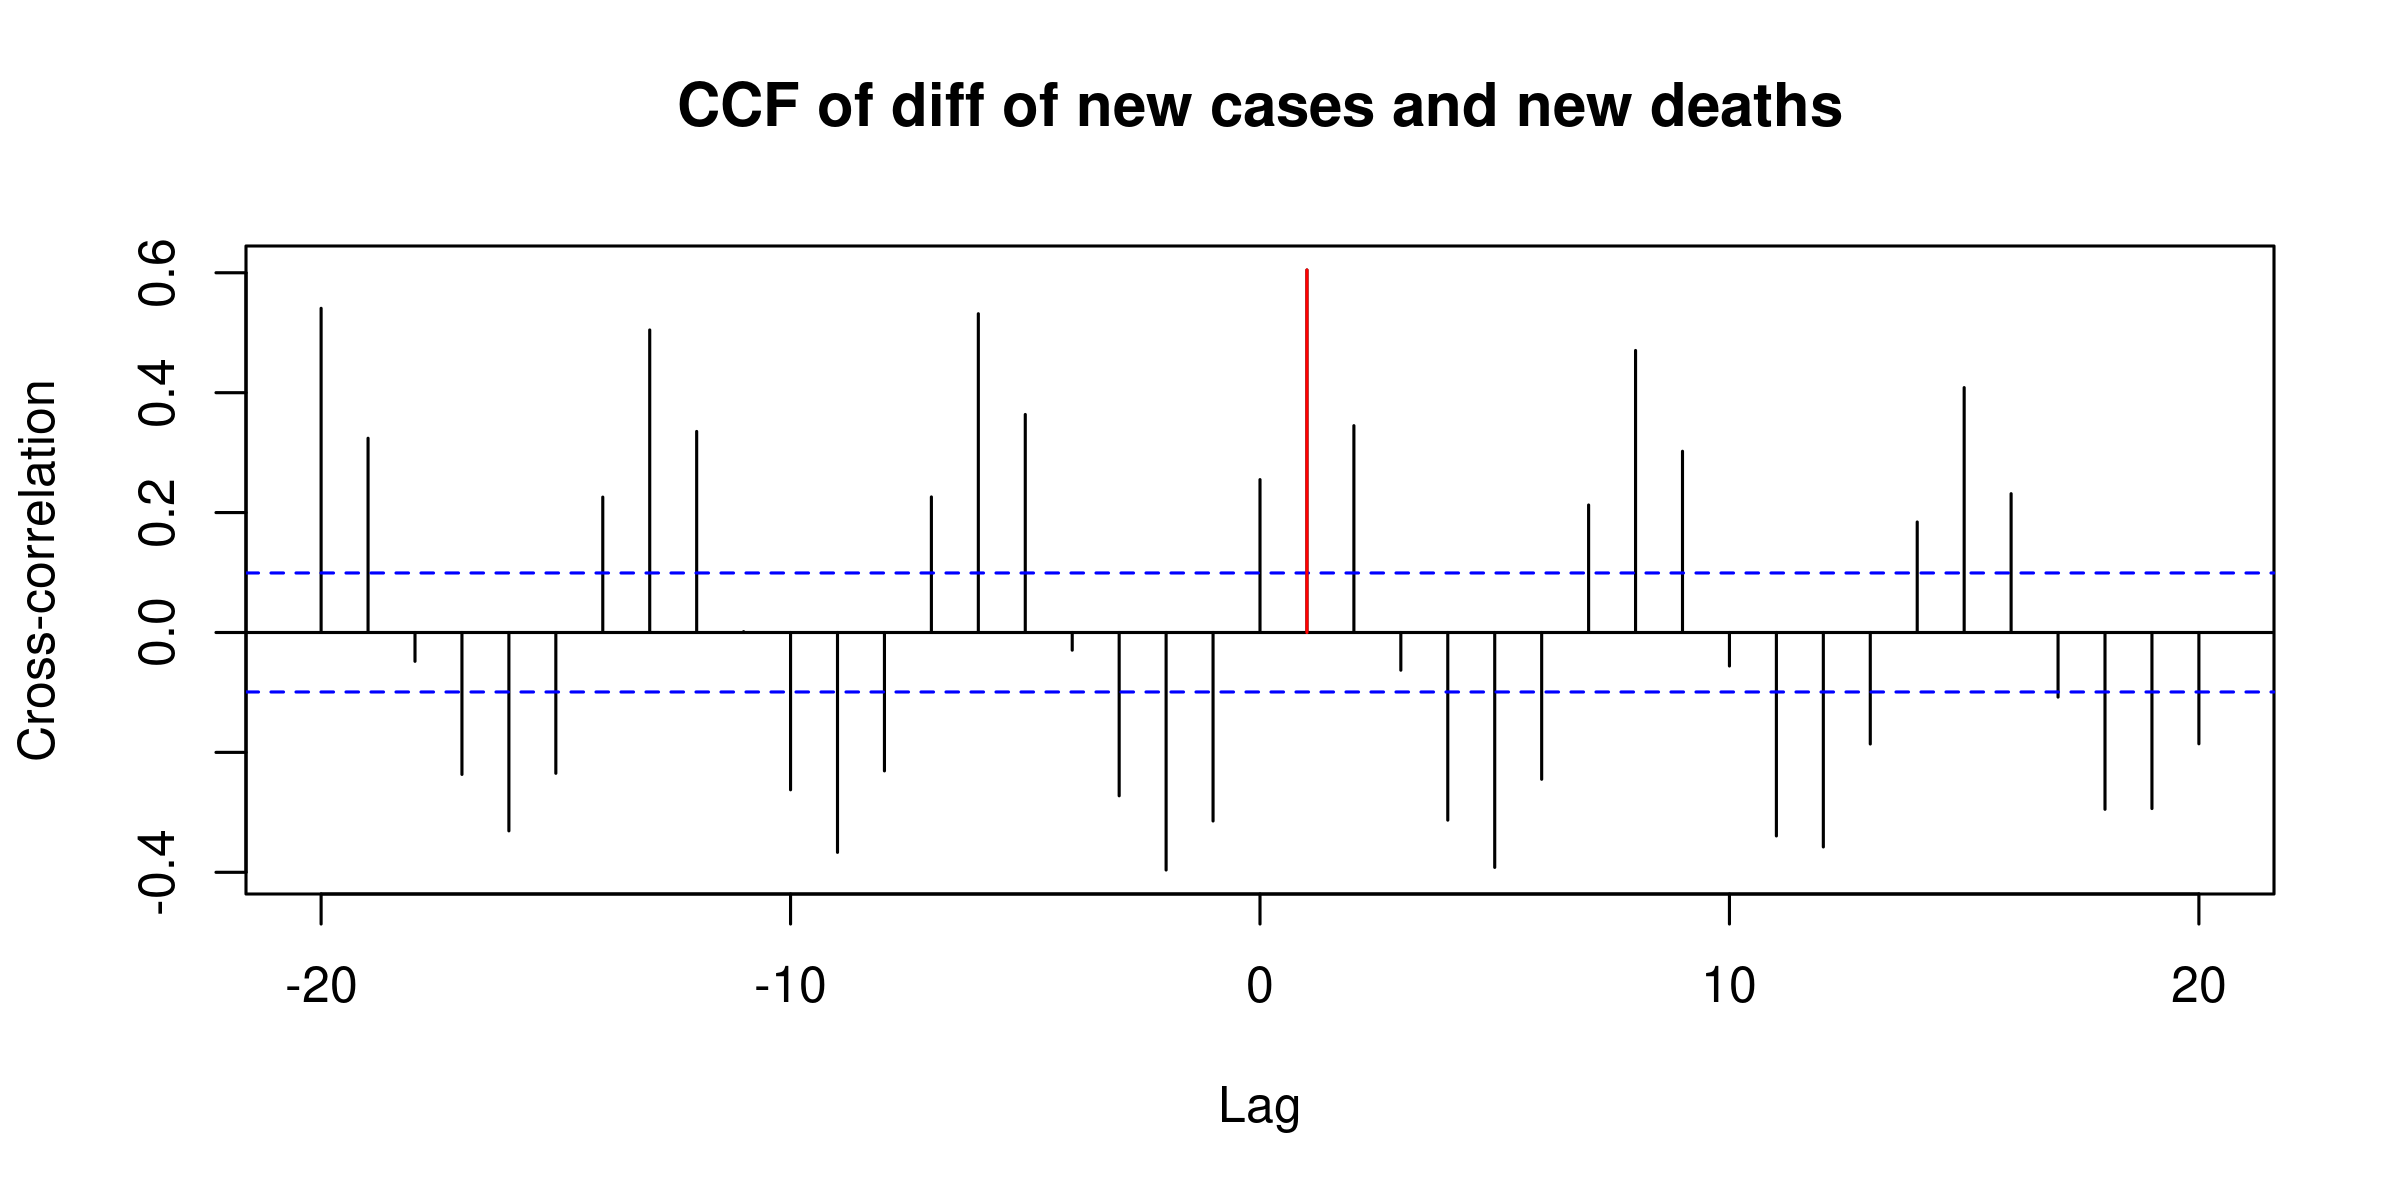 CCF of diff of new cases and new deaths
Cross-correlation
0.6
0.4
0.2
0.0
-0.4
-20 -10 0 10 20
Lag